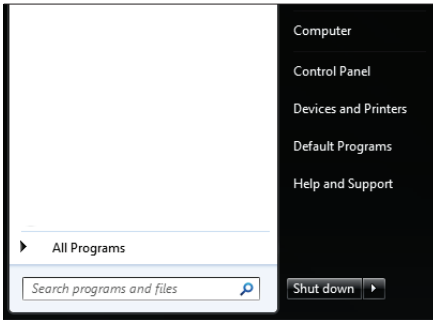 Computer
Control Panel
Devices and Printers
Default Programs
Help and Support
All Programs
Search programs and files
Shut down